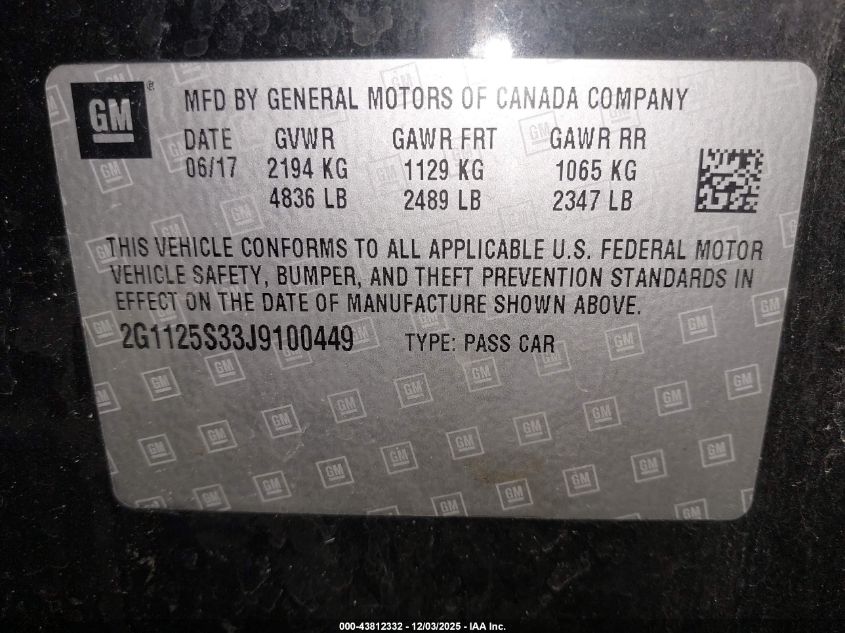 GM ® MFD BY GENERAL MOTORS OF CANADA COMPANY
DATE GVWR GAWR FRT GAWR RR
06/17 2194 KG 1129 KG 1065 KG
4836 LB 2489 LB 2347 LB
THIS VEHICLE CONFORMS TO ALL APPLICABLE U.S. FEDERAL MOTOR
VEHICLE SAFETY, BUMPER, AND THEFT PREVENTION STANDARDS IN
EFFECT ON THE DATE OF MANUFACTURE SHOWN ABOVE.
2G1125S33J9100449 TYPE: PASS CAR
000-43812332 - 12/03/2025 - IAA Inc.